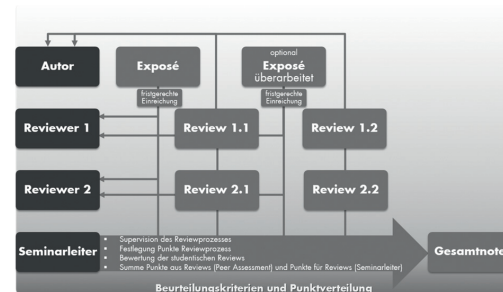 Autor
Exposé
optional
Exposé
überarbeitet
fristgerechte
Einreichung
fristgerechte
Einreichung
Reviewer 1
Review 1.1
Review 1.2
Reviewer 2
Review 2.1
Review 2.2
Seminarleiter
• Supervision des Reviewprozesses
• Festlegung Punkte Reviewprozess
• Bewertung der studentischen Reviews
• Summe Punkte aus Reviews (Peer Assessment) und Punkte für Reviews (Seminarleiter)
Gesamtnote
Beurteilungskriterien und Punktverteilung